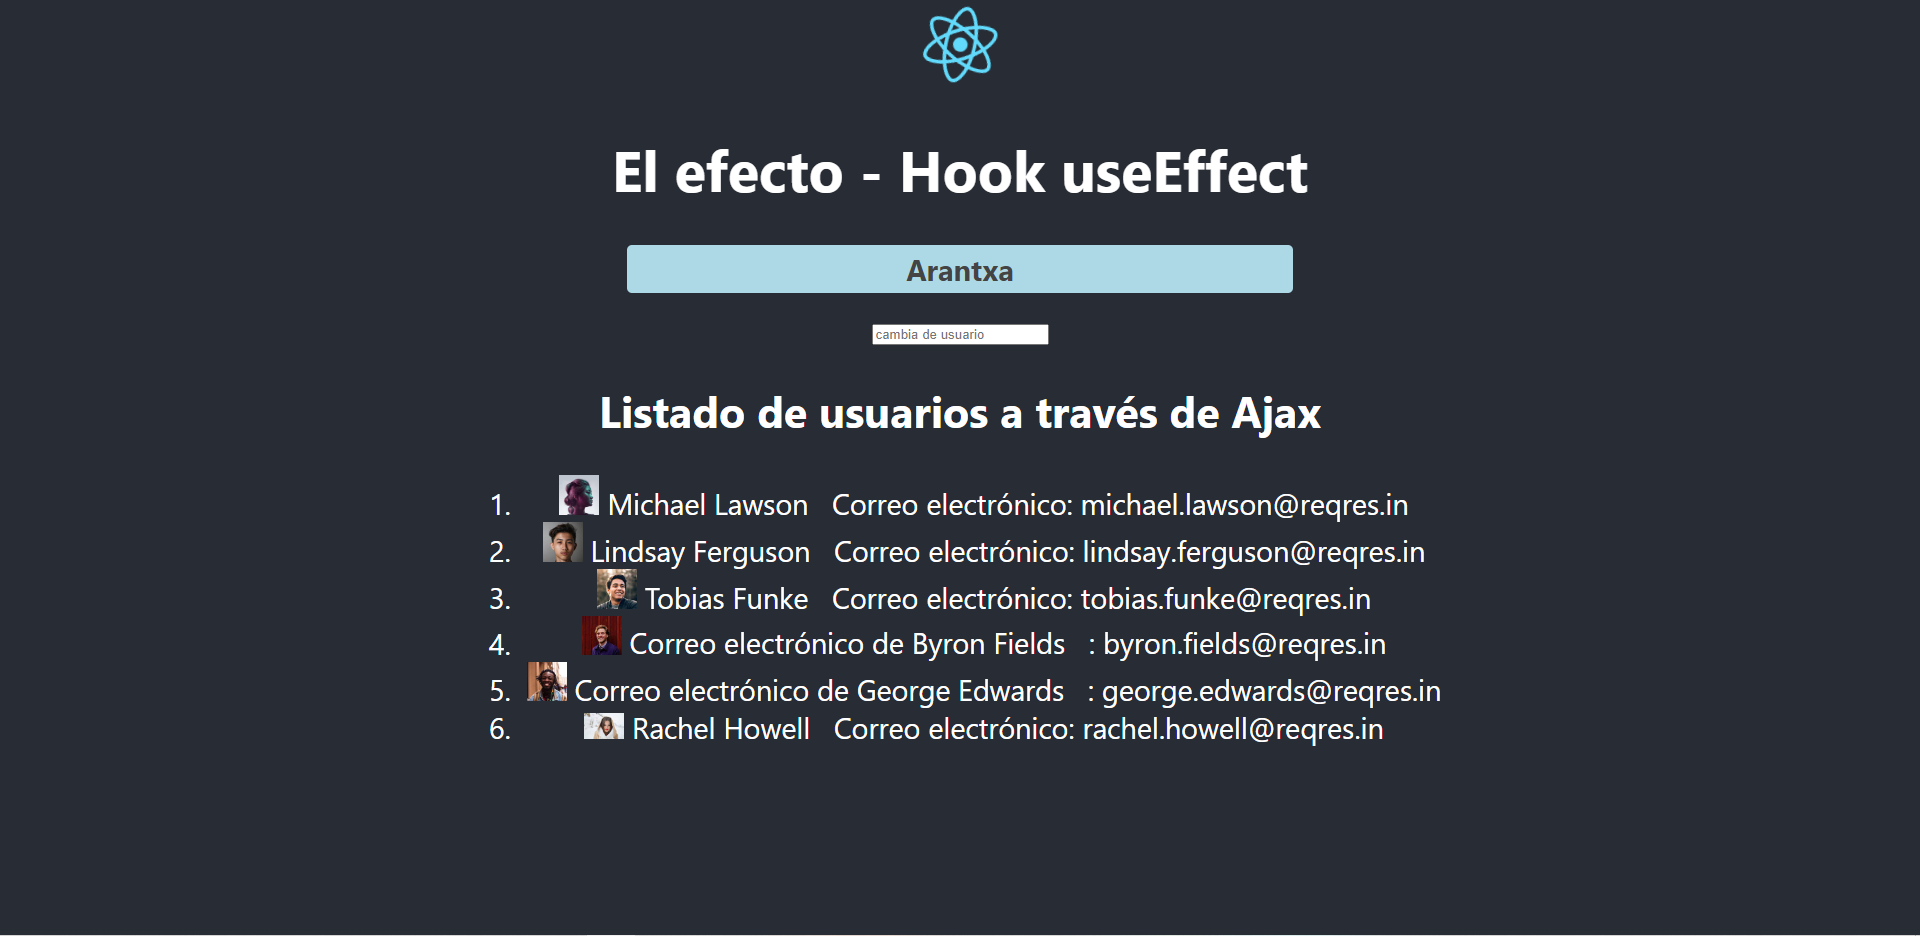 El efecto - Hook useEffect
Arantxa
cambia de usuario
Listado de usuarios a través de Ajax
1. Michael Lawson Correo electrónico: michael.lawson@reqres.in
2. Lindsay Ferguson Correo electrónico: lindsay.ferguson@reqres.in
3. Tobias Funke Correo electrónico: tobias.funke@reqres.in
4. Correo electrónico de Byron Fields : byron.fields@reqres.in
5. Correo electrónico de George Edwards : george.edwards@reqres.in
6. Rachel Howell Correo electrónico: rachel.howell@reqres.in